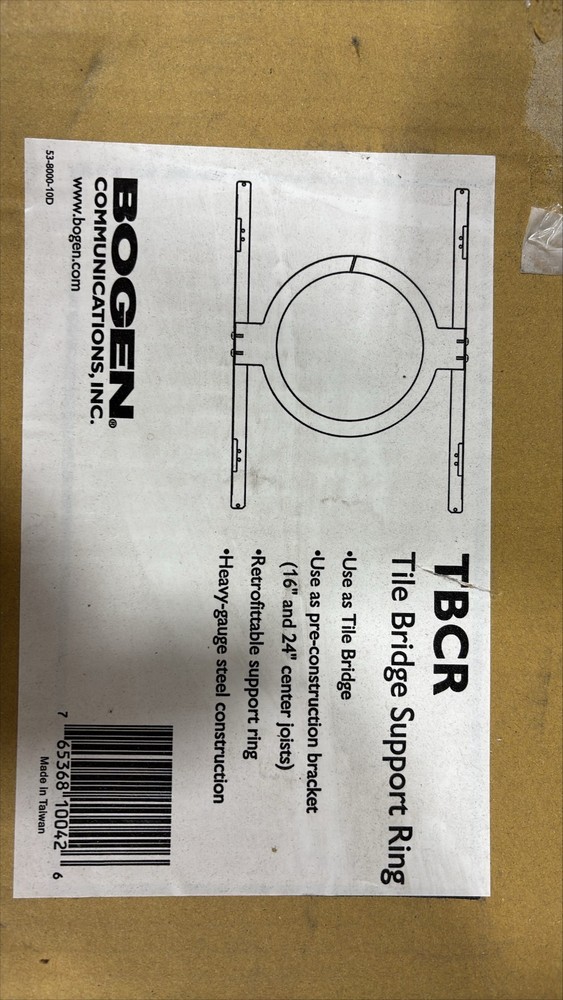 TBCR
Tile Bridge Support Ring
•Use as Tile Bridge
•Use as pre-construction bracket
(16" and 24" center joists)
•Retrofittable support ring
•Heavy-gauge steel construction
BOGEN®
COMMUNICATIONS, INC.
www.bogen.com
53-8000-10D
7 65368 10042 6
Made in Taiwan